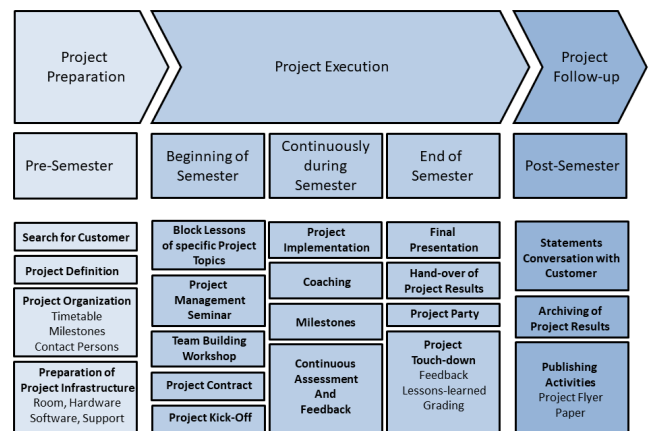 Project
Preparation
Project Execution
Project
Follow-up
Pre-Semester
Beginning of
Semester
Continuously
during
Semester
End of
Semester
Post-Semester
Search for Customer
Project Definition
Project Organization
Timetable
Milestones
Contact Persons
Preparation of
Project Infrastructure
Room, Hardware
Software, Support
Block Lessons
of specific Project
Topics
Project
Management
Seminar
Team Building
Workshop
Project Contract
Project Kick-Off
Project
Implementation
Coaching
Milestones
Continuous
Assessment
And
Feedback
Final
Presentation
Hand-over of
Project Results
Project Party
Project
Touch-down
Feedback
Lessons-learned
Grading
Statements
Conversation with
Customer
Archiving of
Project Results
Publishing
Activities
Project Flyer
Paper